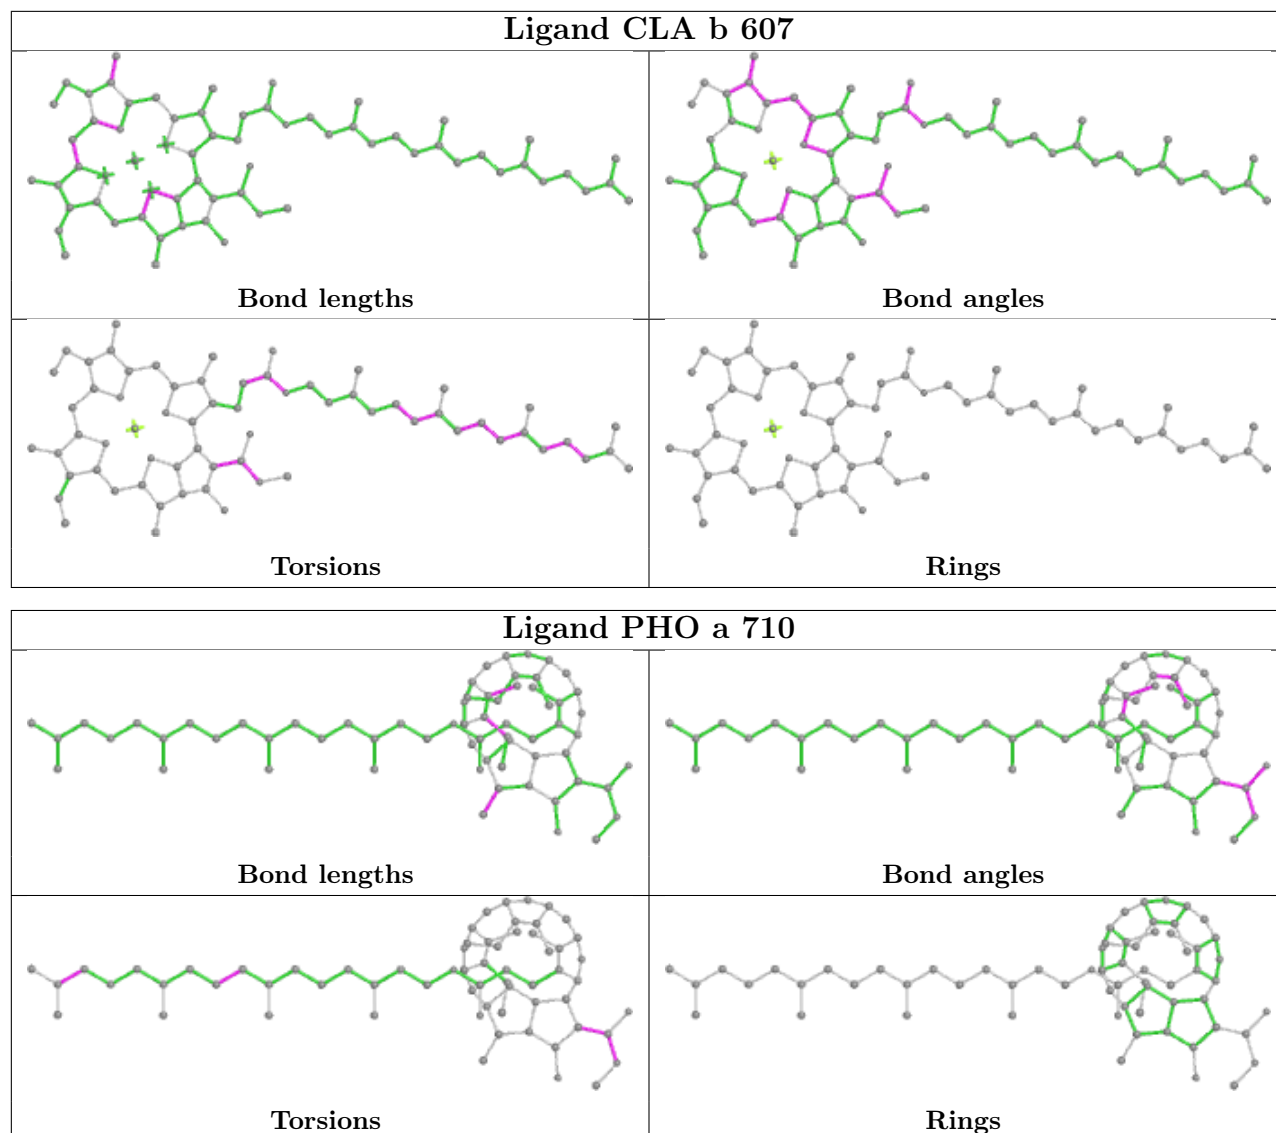 Ligand CLA b 607
Bond lengths
Bond angles
Torsions
Rings
Ligand PHO a 710
Bond lengths
Bond angles
Torsions
Rings